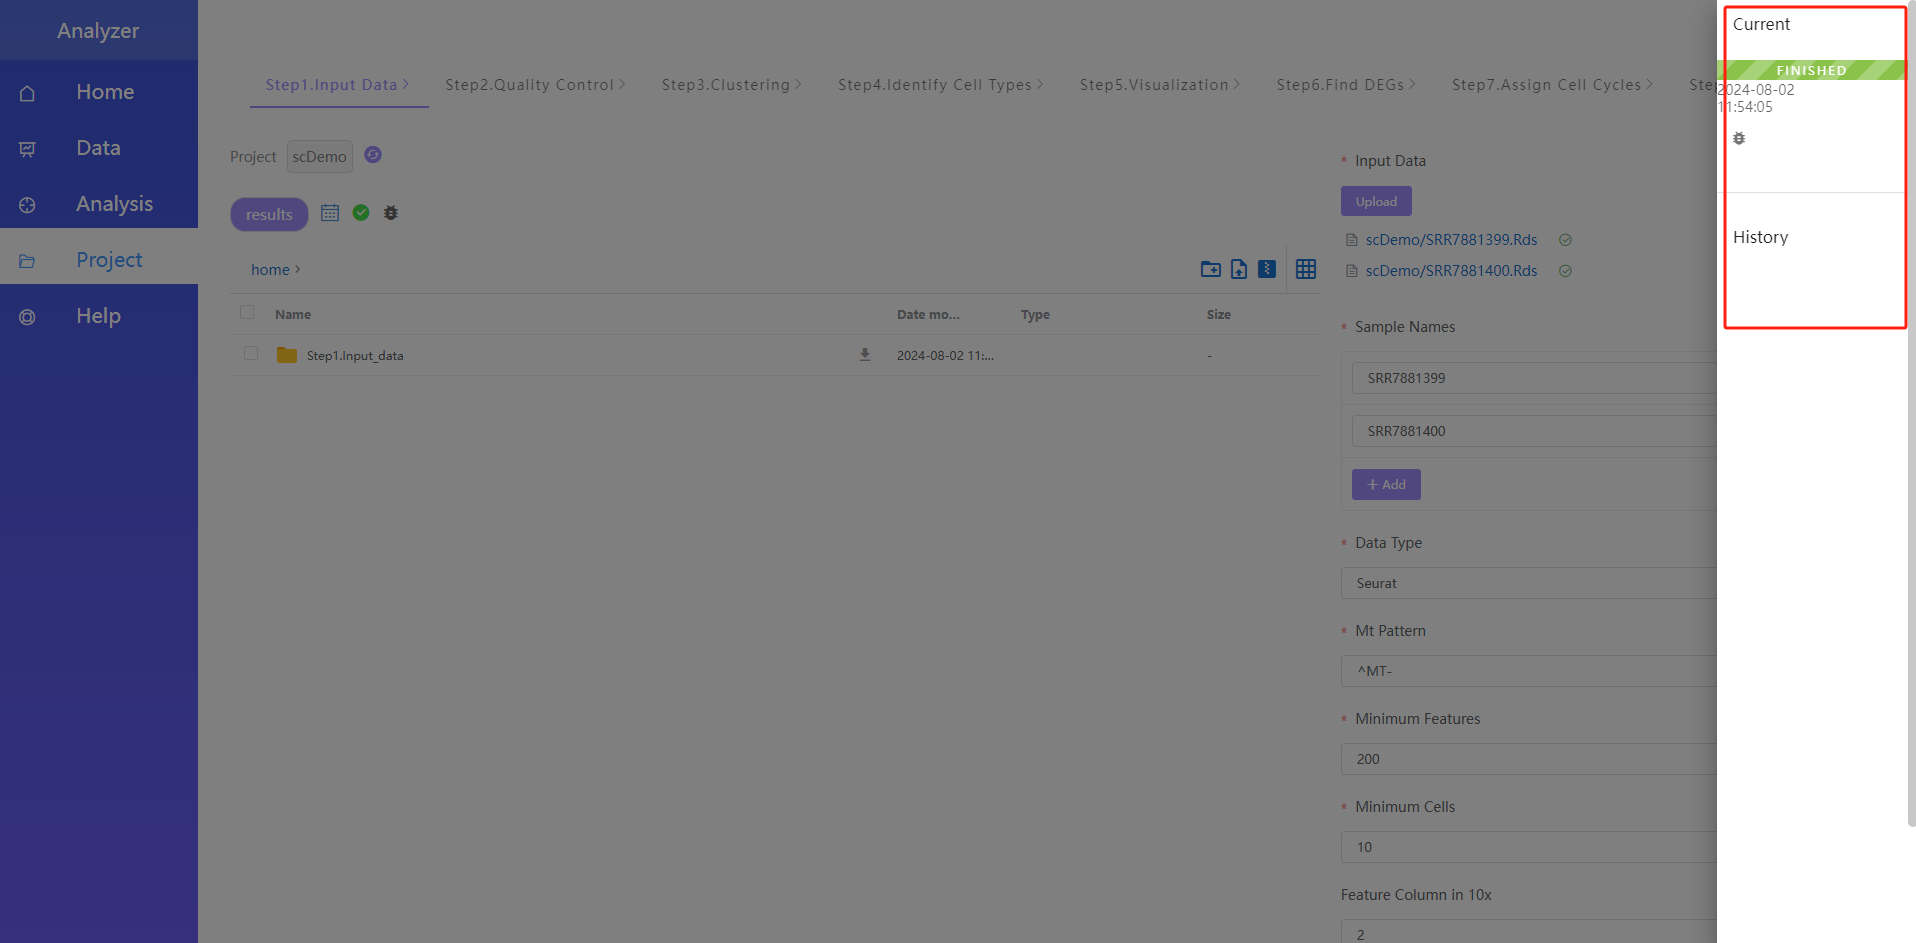 Analyzer
Home
Data
Analysis
Project
Help
Step1.Input Data
Step2.Quality Control
Step3.Clustering
Step4.Identify Cell Types
Step5.Visualization
Step6.Find DEGs
Step7.Assign Cell Cycles
Ste
Project scDemo
results
home
Name Date mo... Type Size
Step1.Input_data 2024-08-02 11:... -
* Input Data
Upload
scDemo/SRR7881399.Rds
scDemo/SRR7881400.Rds
* Sample Names
SRR7881399
SRR7881400
+ Add
* Data Type
Seurat
* Mt Pattern
^MT-
* Minimum Features
200
* Minimum Cells
10
Feature Column in 10x
2
Current
FINISHED
2024-08-02
11:54:05
History